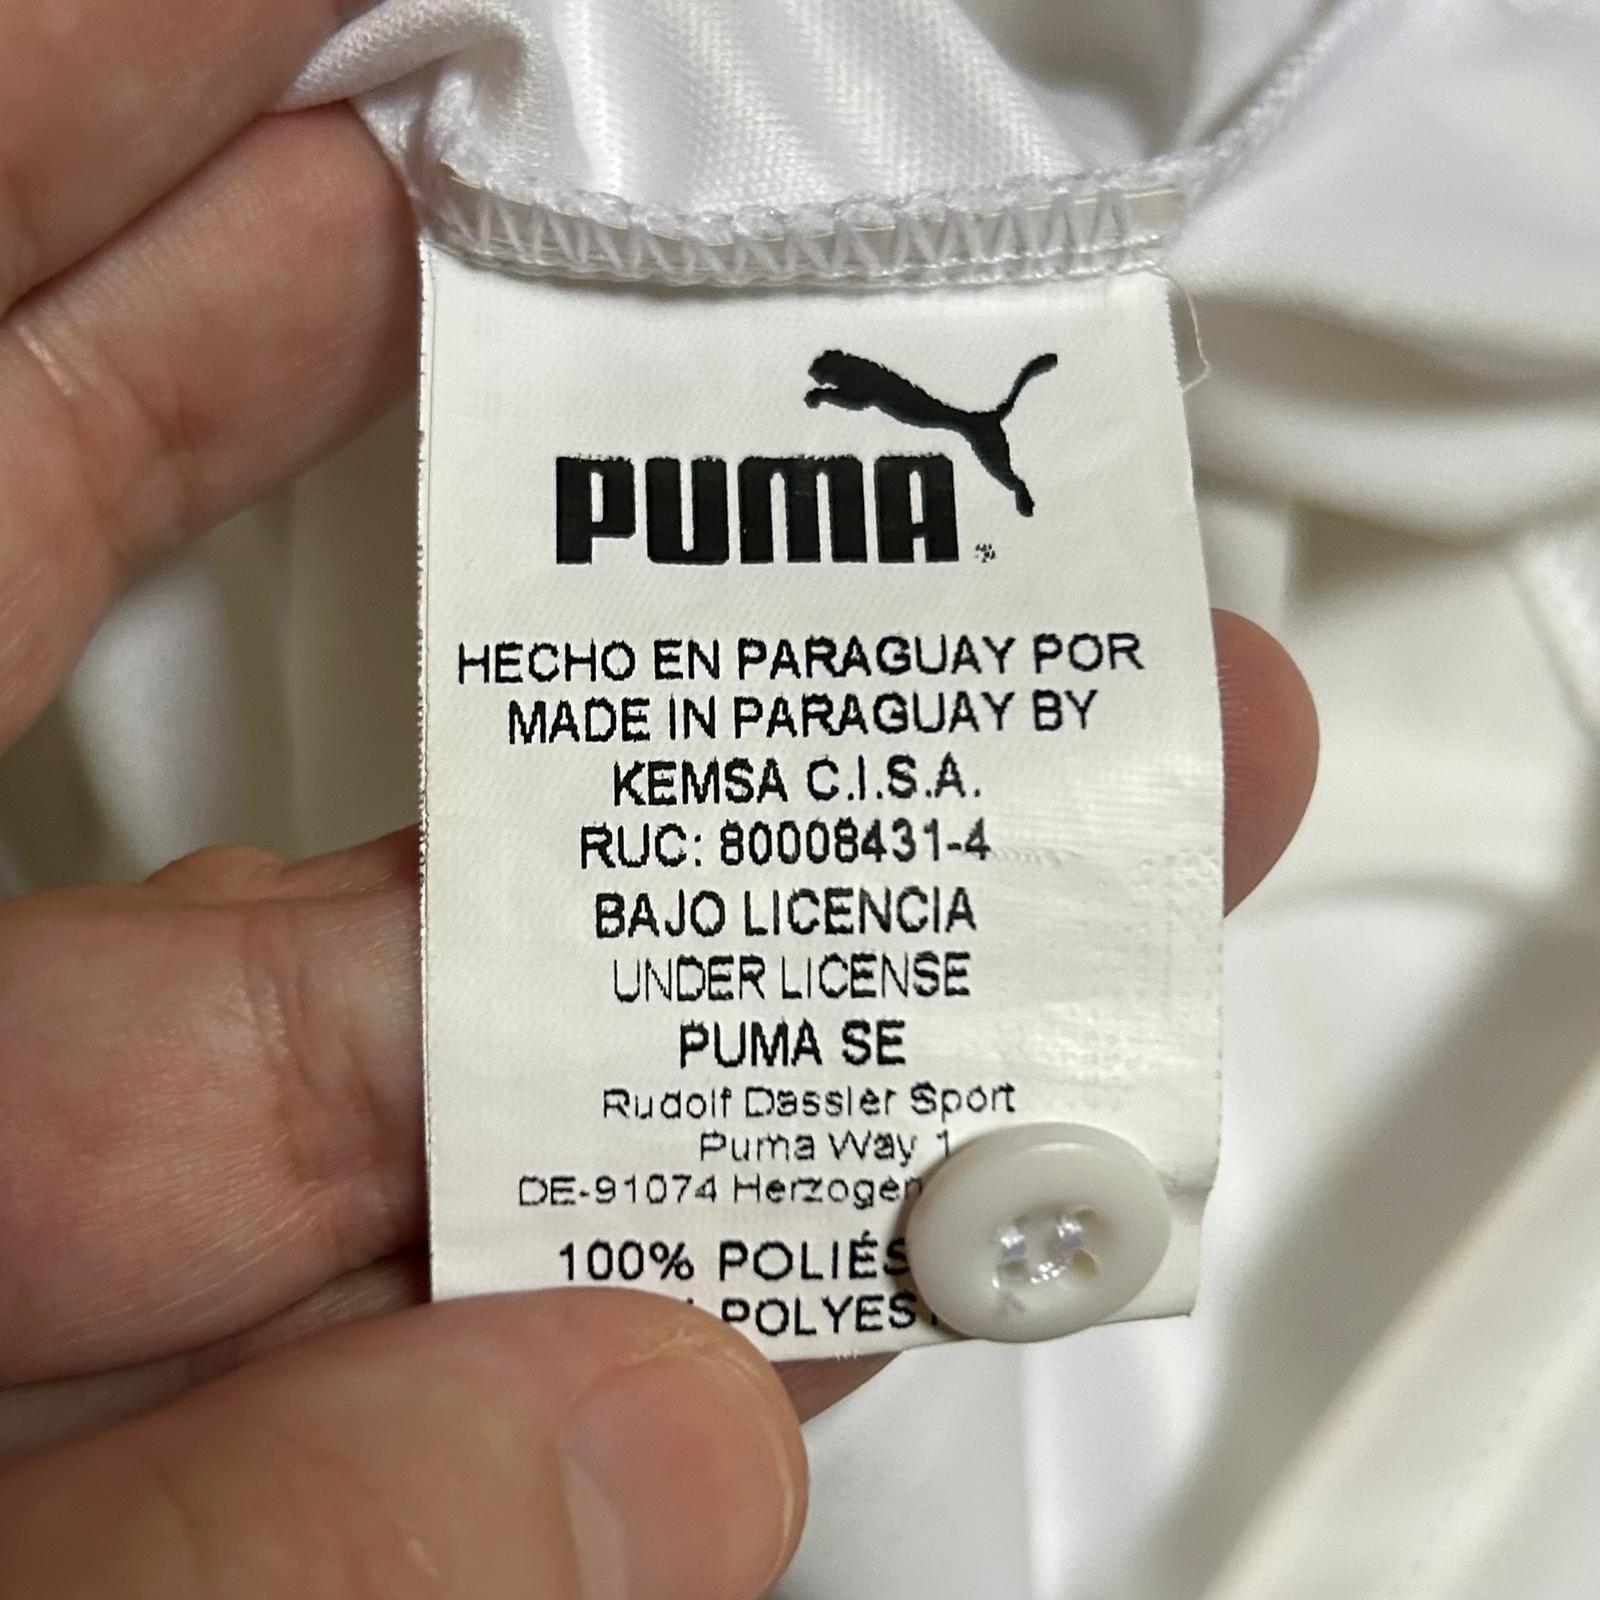 PUMA
HECHO EN PARAGUAY POR
MADE IN PARAGUAY BY
KEMSA C.I.S.A.
RUC: 80008431-4
BAJO LICENCIA
UNDER LICENSE
PUMA SE
Rudolf Dassler Sport
Puma Way 1
DE-91074
100%